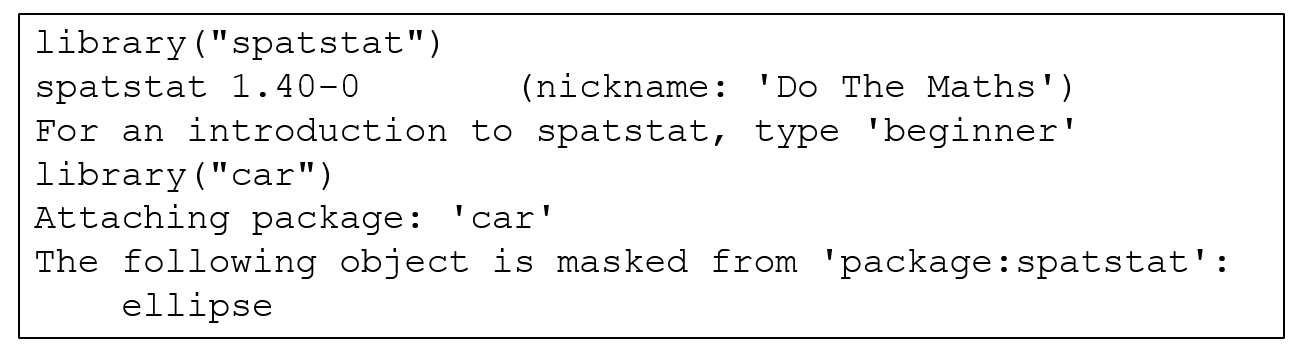 library("spatstat")
spatstat 1.40-0 (nickname: 'Do The Maths')
For an introduction to spatstat, type 'beginner'
library("car")
Attaching package: 'car'
The following object is masked from 'package:spatstat':
ellipse